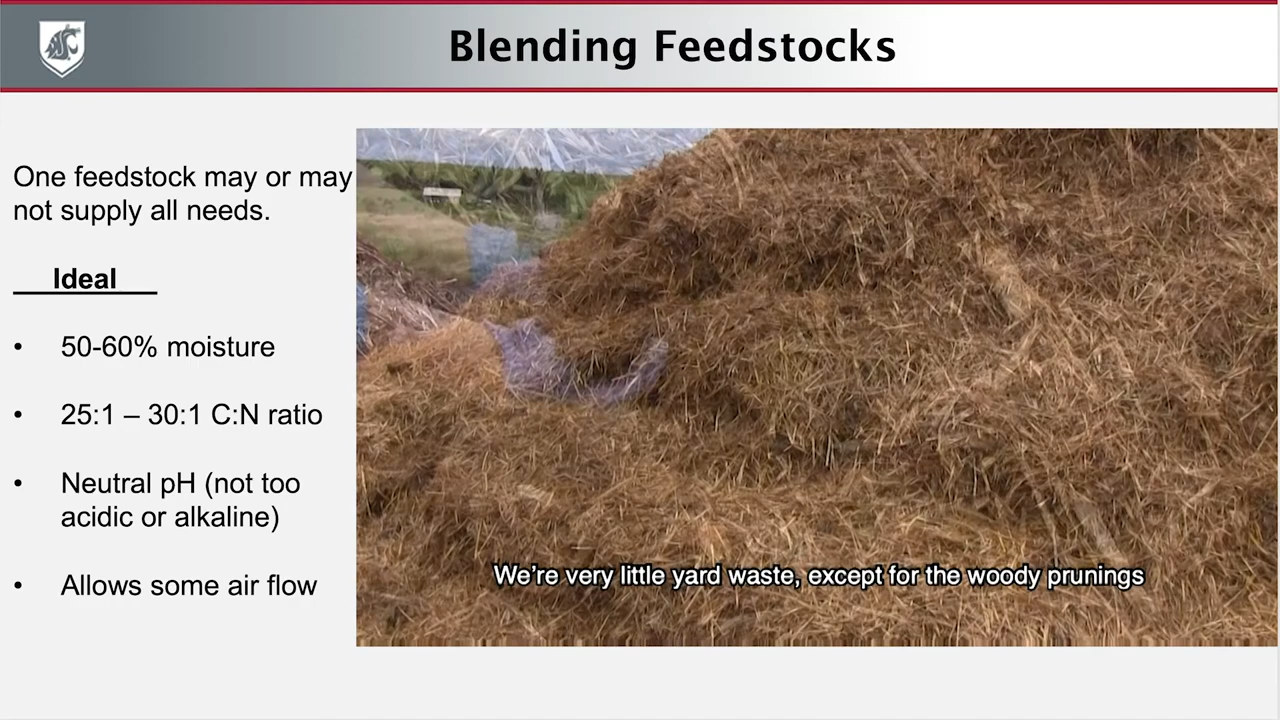 Blending Feedstocks
One feedstock may or may
not supply all needs.
Ideal
• 50-60% moisture
• 25:1 – 30:1 C:N ratio
• Neutral pH (not too
acidic or alkaline)
• Allows some air flow
We're very little yard waste, except for the woody prunings